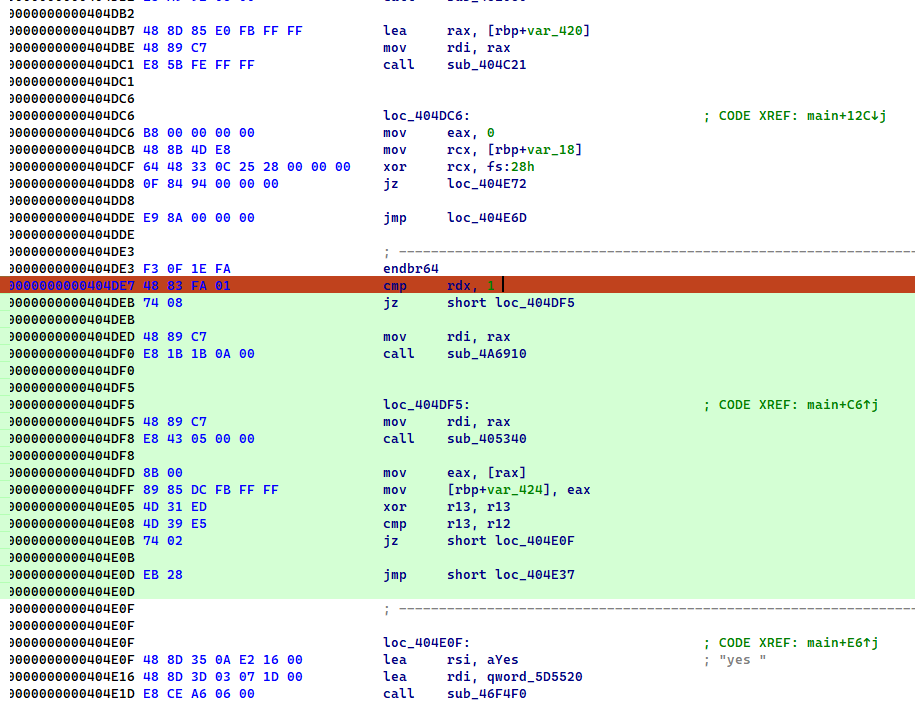 0000000000404DB2
0000000000404DB7 48 8D 85 E0 FB FF FF lea rax, [rbp+var_420]
0000000000404DBE 48 89 C7 mov rdi, rax
0000000000404DC1 E8 5B FE FF FF call sub_404C21
0000000000404DC1
0000000000404DC6
0000000000404DC6 loc_404DC6: ; CODE XREF: main+12C↓j
0000000000404DC6 B8 00 00 00 00 mov eax, 0
0000000000404DCB 48 8B 4D E8 mov rcx, [rbp+var_18]
0000000000404DCF 64 48 33 0C 25 28 00 00 00 xor rcx, fs:28h
0000000000404DD8 0F 84 94 00 00 00 jz loc_404E72
0000000000404DD8
0000000000404DDE E9 8A 00 00 00 jmp loc_404E6D
0000000000404DDE
0000000000404DE3 ; ---------------------------------------------------------------------------
0000000000404DE3 F3 0F 1E FA endbr64
0000000000404DE7 48 83 FA 01 cmp rdx, 1
0000000000404DEB 74 08 jz short loc_404DF5
0000000000404DEB
0000000000404DED 48 89 C7 mov rdi, rax
0000000000404DF0 E8 1B 1B 0A 00 call sub_4A6910
0000000000404DF0
0000000000404DF5
0000000000404DF5 loc_404DF5: ; CODE XREF: main+C6↑j
0000000000404DF5 48 89 C7 mov rdi, rax
0000000000404DF8 E8 43 05 00 00 call sub_405340
0000000000404DF8
0000000000404DFD 8B 00 mov eax, [rax]
0000000000404DFF 89 85 DC FB FF FF mov [rbp+var_424], eax
0000000000404E05 4D 31 ED xor r13, r13
0000000000404E08 4D 39 E5 cmp r13, r12
0000000000404E0B 74 02 jz short loc_404E0F
0000000000404E0B
0000000000404E0D EB 28 jmp short loc_404E37
0000000000404E0D
0000000000404E0F ; ---------------------------------------------------------------------------
0000000000404E0F
0000000000404E0F loc_404E0F: ; CODE XREF: main+E6↑j
0000000000404E0F 48 8D 35 0A E2 16 00 lea rsi, aYes ; "yes "
0000000000404E16 48 8D 3D 03 07 1D 00 lea rdi, qword_5D5520
0000000000404E1D E8 CE A6 06 00 call sub_46F4F0